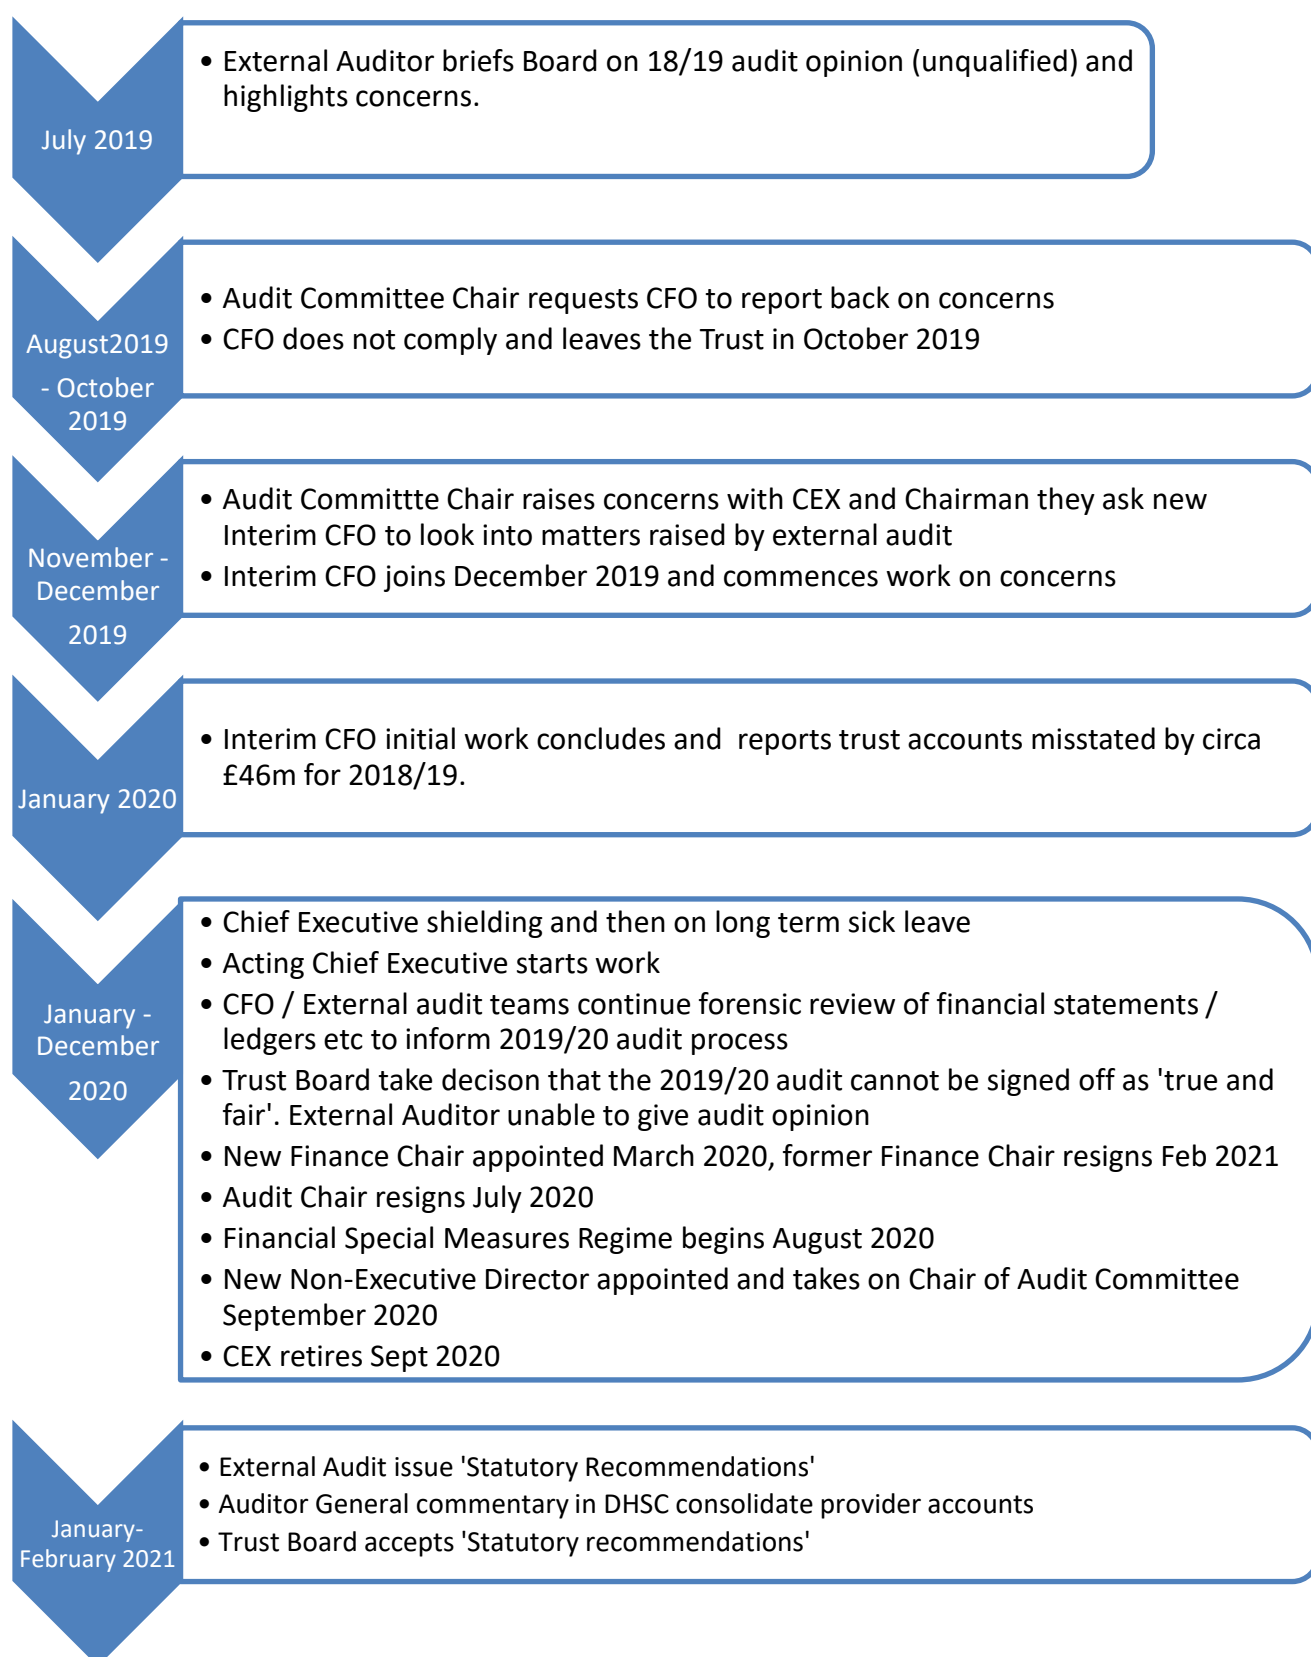 July 2019
• External Auditor briefs Board on 18/19 audit opinion (unqualified) and
highlights concerns.
August2019
- October
2019
• Audit Committee Chair requests CFO to report back on concerns
• CFO does not comply and leaves the Trust in October 2019
November -
December
2019
• Audit Committte Chair raises concerns with CEX and Chairman they ask new
Interim CFO to look into matters raised by external audit
• Interim CFO joins December 2019 and commences work on concerns
January 2020
• Interim CFO initial work concludes and  reports trust accounts misstated by circa
£46m for 2018/19.
January -
December
2020
• Chief Executive shielding and then on long term sick leave
• Acting Chief Executive starts work
• CFO / External audit teams continue forensic review of financial statements /
ledgers etc to inform 2019/20 audit process
• Trust Board take decison that the 2019/20 audit cannot be signed off as 'true and
fair'. External Auditor unable to give audit opinion
• New Finance Chair appointed March 2020, former Finance Chair resigns Feb 2021
• Audit Chair resigns July 2020
• Financial Special Measures Regime begins August 2020
• New Non-Executive Director appointed and takes on Chair of Audit Committee
September 2020
• CEX retires Sept 2020
January-
February 2021
• External Audit issue 'Statutory Recommendations'
• Auditor General commentary in DHSC consolidate provider accounts
• Trust Board accepts 'Statutory recommendations'